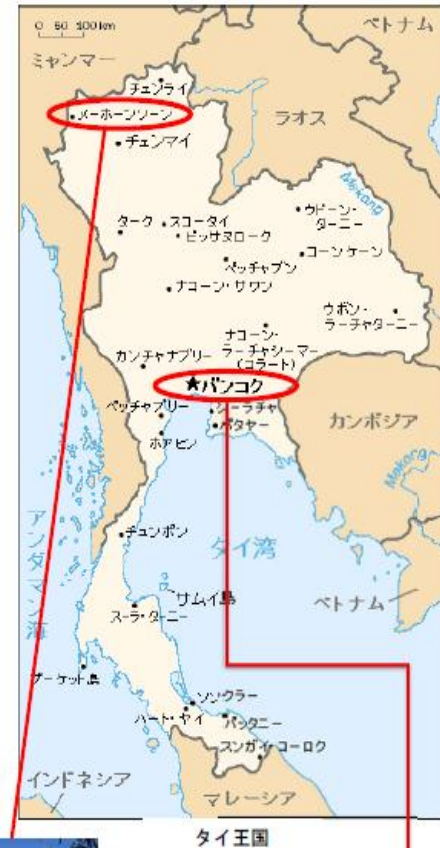 0 50 100km
ベトナム
ミャンマー
チェンライ
メーホーンソーン
ラオス
チェンマイ
Mekong
ターク
スコータイ
ピッサヌローク
ウドーン・
ターニー
コーンケーン
ペッチャブン
ナコーン・サワン
ウボン・
ラーチャターニー
ナコーン・
ラーチャシーマー
(コラート)
カンチャナブリー
★バンコク
シーラチャ
パタヤー
ペッチャブリー
ホアヒン
カンボジア
Mekong
アンダマン海
チュンポン
タイ湾
サムイ島
ベトナム
スーラ・ターニー
プーケット島
ソンクラー
ハート・ヤイ
パッタニー
スンガイ・コーロク
インドネシア
マレーシア
タイ王国